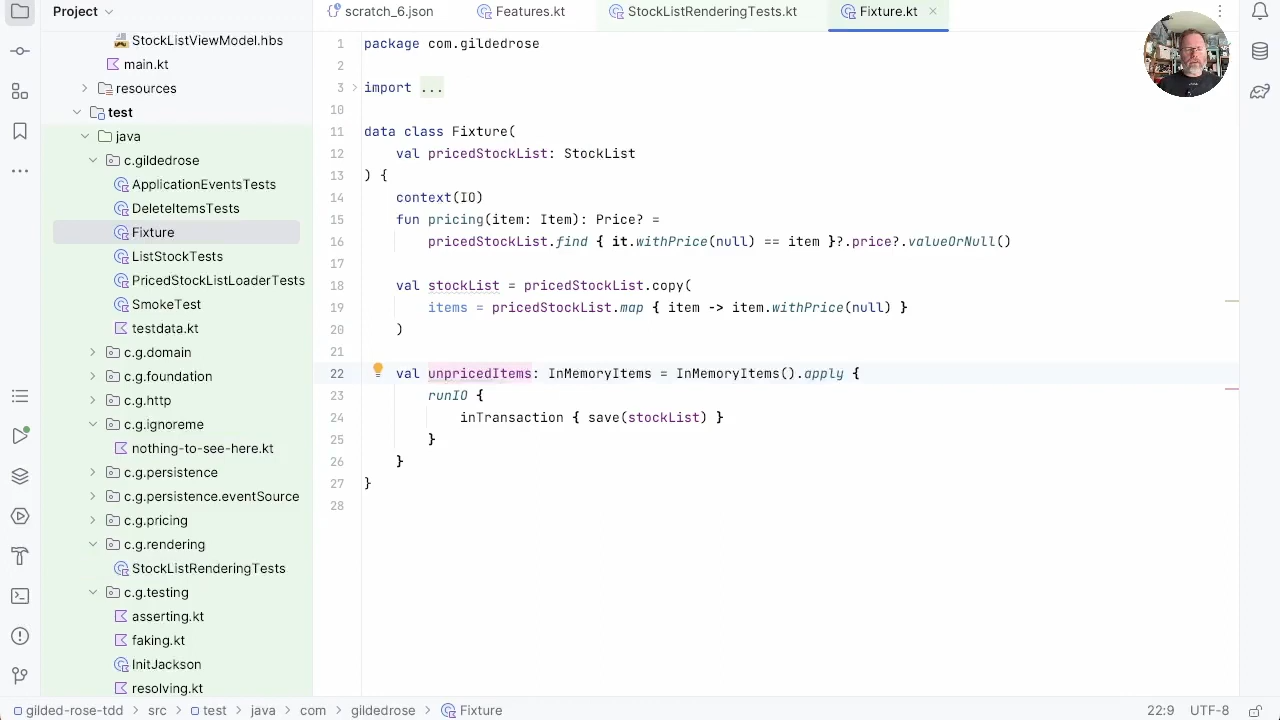 Project
scratch_6.json
Features.kt
StockListRenderingTests.kt
Fixture.kt
StockListViewModel.hbs
main.kt
resources
test
java
c.gildedrose
ApplicationEventsTests
DeleteItemsTests
Fixture
ListStockTests
PricedStockListLoaderTests
SmokeTest
testdata.kt
c.g.domain
c.g.foundation
c.g.http
c.g.ignoreme
nothing-to-see-here.kt
c.g.persistence
c.g.persistence.eventSource
c.g.pricing
c.g.rendering
StockListRenderingTests
c.g.testing
asserting.kt
faking.kt
InitJackson
resolving.kt
1 package com.gildedrose
2
3 import ...
10
11 data class Fixture(
12 val pricedStockList: StockList
13 ) {
14 context(IO)
15 fun pricing(item: Item): Price? =
16 pricedStockList.find { it.withPrice(null) == item }?.price?.valueOrNull()
17
18 val stockList = pricedStockList.copy(
19 items = pricedStockList.map { item -> item.withPrice(null) }
20 )
21
22 val unpricedItems: InMemoryItems = InMemoryItems().apply {
23 runIO {
24 inTransaction { save(stockList) }
25 }
26 }
27 }
28
gilded-rose-tdd > src > test > java > com > gildedrose > Fixture
22:9 UTF-8